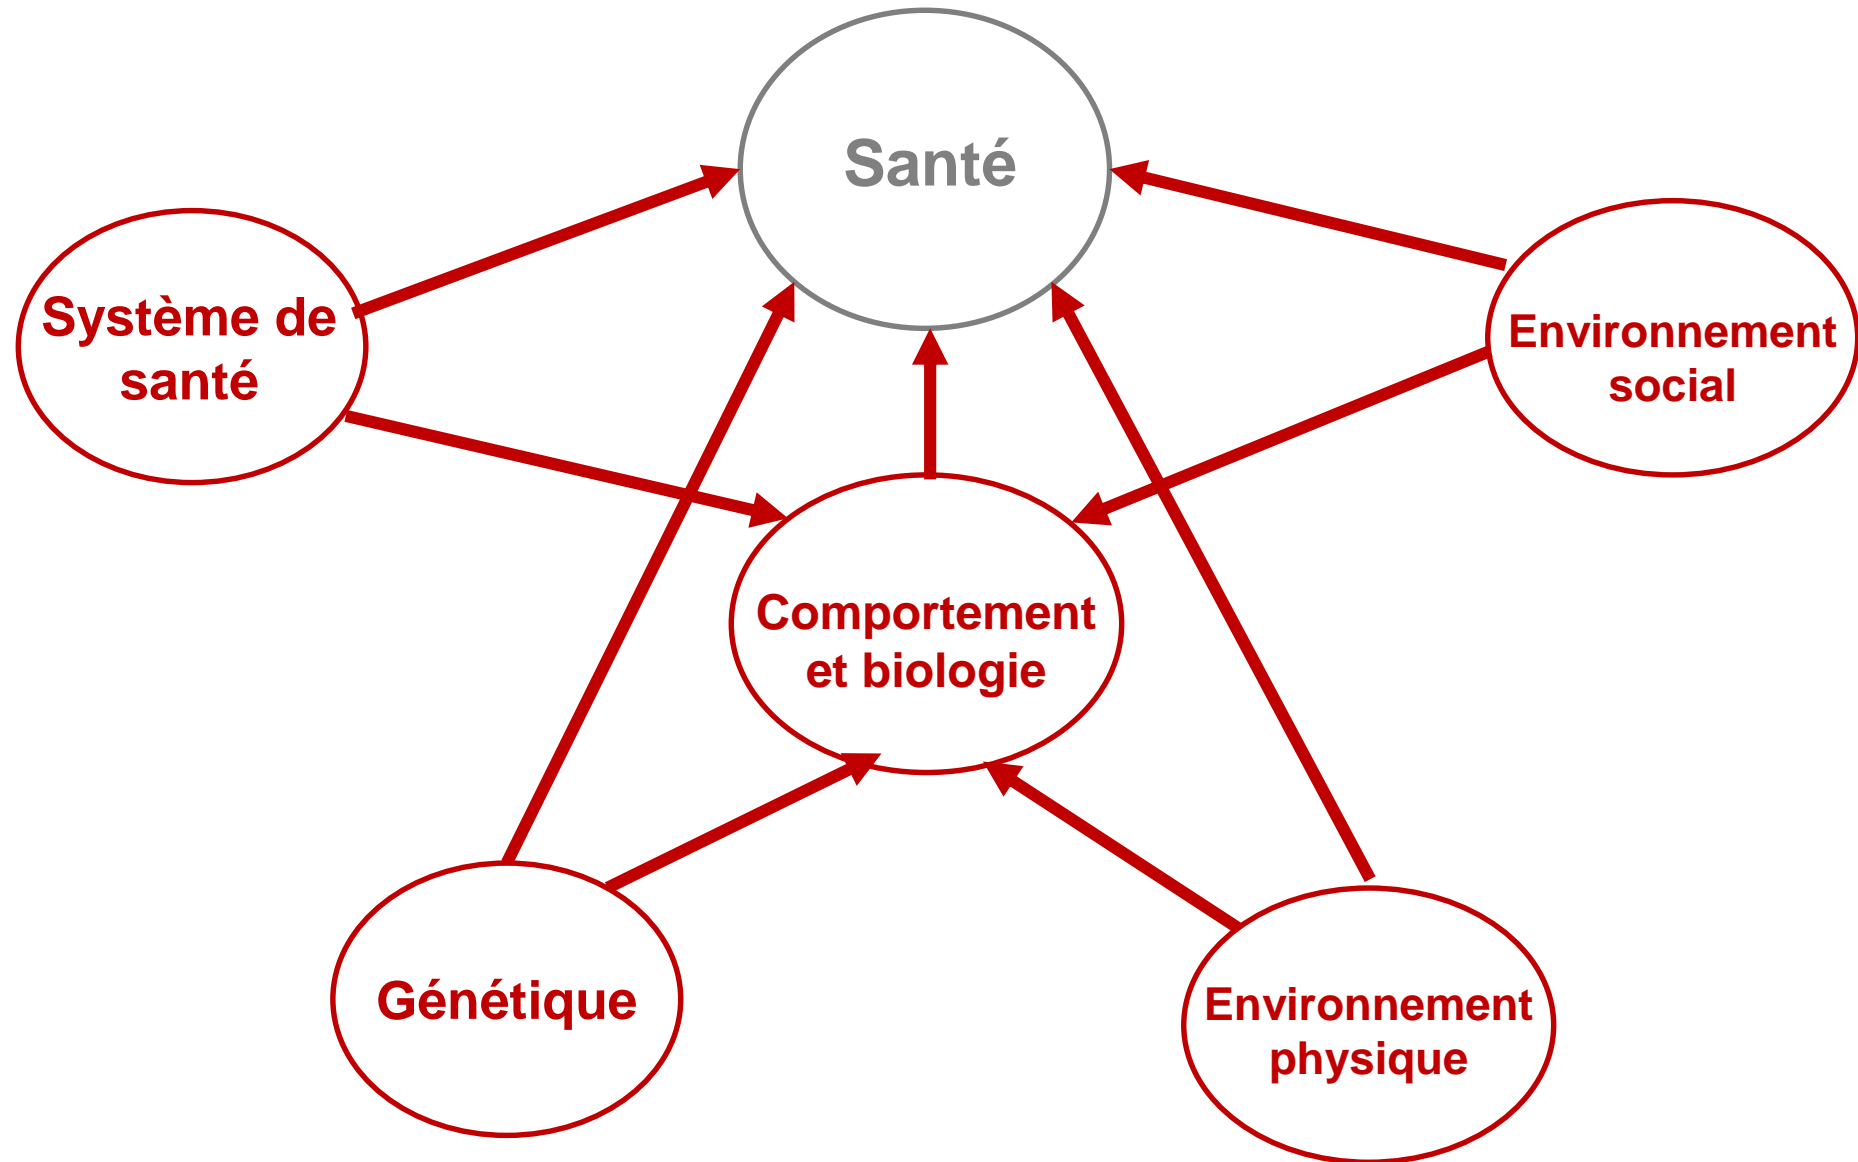 Santé
Système de
santé
Environnement
social
Comportement
et biologie
Génétique
Environnement
physique